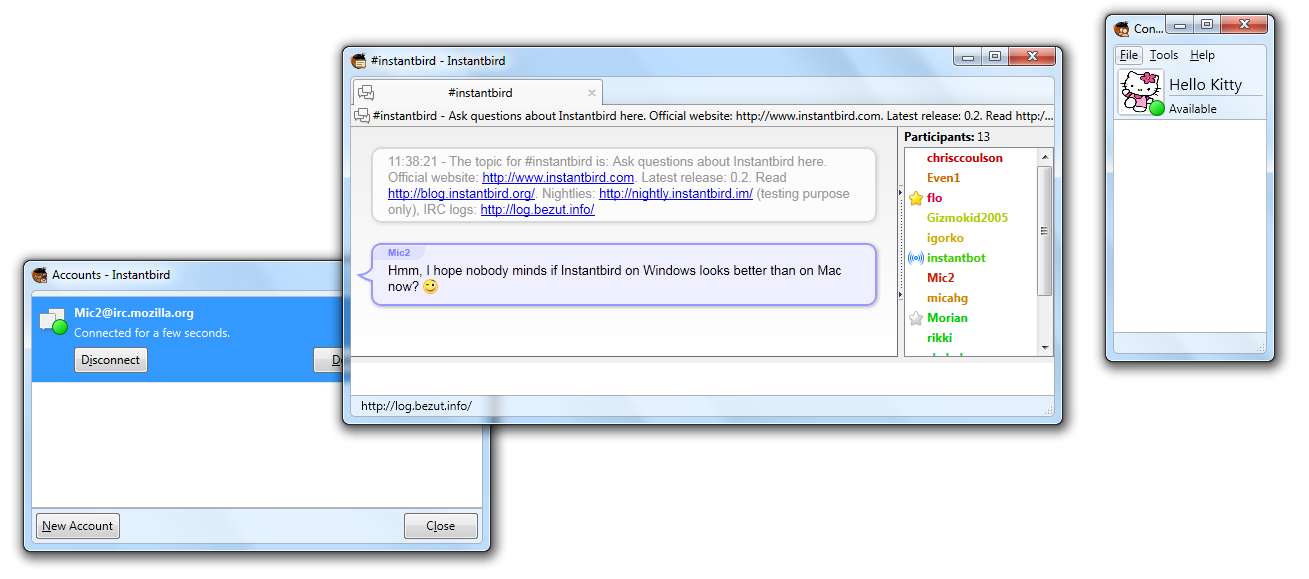 #instantbird - Instantbird
#instantbird
#instantbird - Ask questions about Instantbird here. Official website: http://www.instantbird.com. Latest release: 0.2. Read http:/...
11:38:21 - The topic for #instantbird is: Ask questions about Instantbird here.
Official website: http://www.instantbird.com. Latest release: 0.2. Read
http://blog.instantbird.org/. Nightlies: http://nightly.instantbird.im/ (testing purpose
only), IRC logs: http://log.bezut.info/
Mic2
Hmm, I hope nobody minds if Instantbird on Windows looks better than on Mac
now?
Participants: 13
chrisccoulson
Even1
flo
Gizmokid2005
igorko
instantbot
Mic2
micahg
Morian
rikki
http://log.bezut.info/
Con...
File Tools Help
Hello Kitty
Available
Accounts - Instantbird
Mic2@irc.mozilla.org
Connected for a few seconds.
Disconnect
New Account
Close